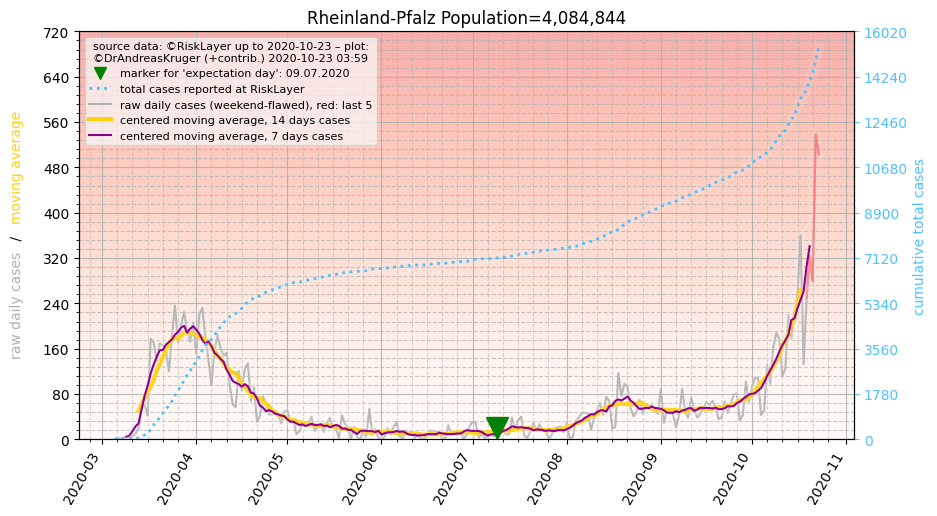 Rheinland-Pfalz Population=4,084,844
source data: ©RiskLayer up to 2020-10-23 – plot:
©DrAndreasKruger (+contrib.) 2020-10-23 03:59
marker for 'expectation day': 09.07.2020
total cases reported at RiskLayer
raw daily cases (weekend-flawed), red: last 5
centered moving average, 14 days cases
centered moving average, 7 days cases
raw daily cases / moving average
720
640
560
480
400
320
240
160
80
0
16020
14240
12460
10680
8900
7120
5340
3560
1780
0
cumulative total cases
2020-03
2020-04
2020-05
2020-06
2020-07
2020-08
2020-09
2020-10
2020-11